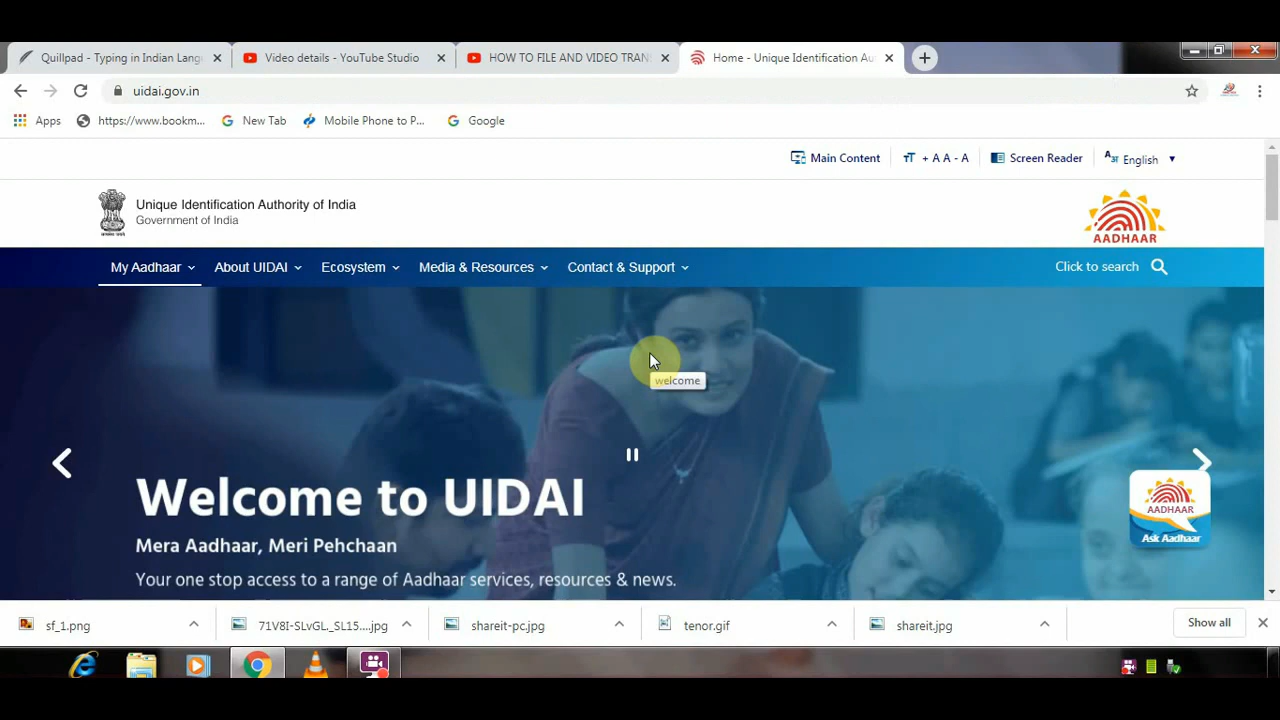 Quillpad - Typing in Indian Langu
Video details - YouTube Studio
HOW TO FILE AND VIDEO TRAN
Home - Unique Identification Au
uidai.gov.in
Apps
https://www.bookm...
New Tab
Mobile Phone to P...
Google
Main Content
+ A A - A
Screen Reader
English
Unique Identification Authority of India
Government of India
AADHAAR
My Aadhaar
About UIDAI
Ecosystem
Media & Resources
Contact & Support
Click to search
welcome
Welcome to UIDAI
Mera Aadhaar, Meri Pehchaan
Your one stop access to a range of Aadhaar services, resources & news.
AADHAAR
Ask Aadhaar
sf_1.png
71V8I-SLvGL._SL15....jpg
shareit-pc.jpg
tenor.gif
shareit.jpg
Show all